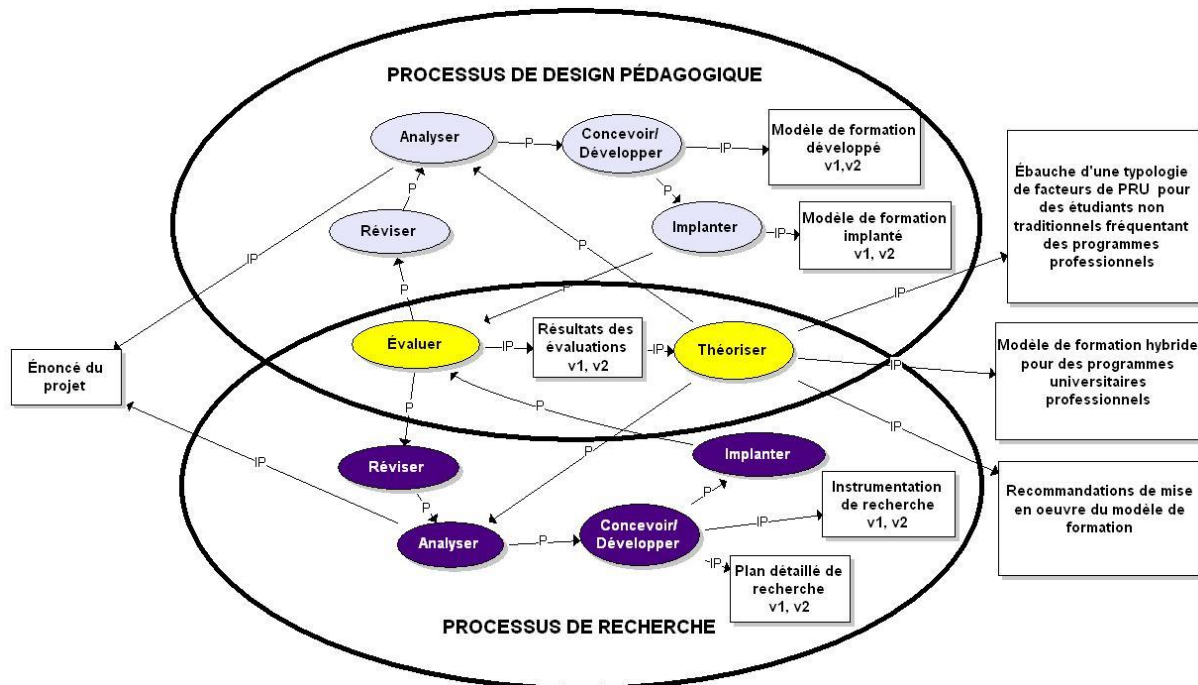 PROCESSUS DE DESIGN PÉDAGOGIQUE
Analyser
P
Concevoir/
Développer
IP
Modèle de formation
développé
v1,v2
P
P
Réviser
Implanter
IP
Modèle de formation
implanté
v1, v2
Ébauche d'une typologie
de facteurs de PRU pour
des étudiants non
traditionnels fréquentant
des programmes
professionnels
IP
P
P
P
IP
Évaluer
IP
Résultats des
évaluations
v1, v2
IP
Théoriser
IP
Modèle de formation hybride
pour des programmes
universitaires
professionnels
Énoncé du
projet
P
P
P
IP
IP
Réviser
Implanter
P
P
Analyser
P
Concevoir/
Développer
IP
Instrumentation
de recherche
v1, v2
IP
Plan détaillé de
recherche
v1, v2
Recommandations de mise
en oeuvre du modèle de
formation
PROCESSUS DE RECHERCHE